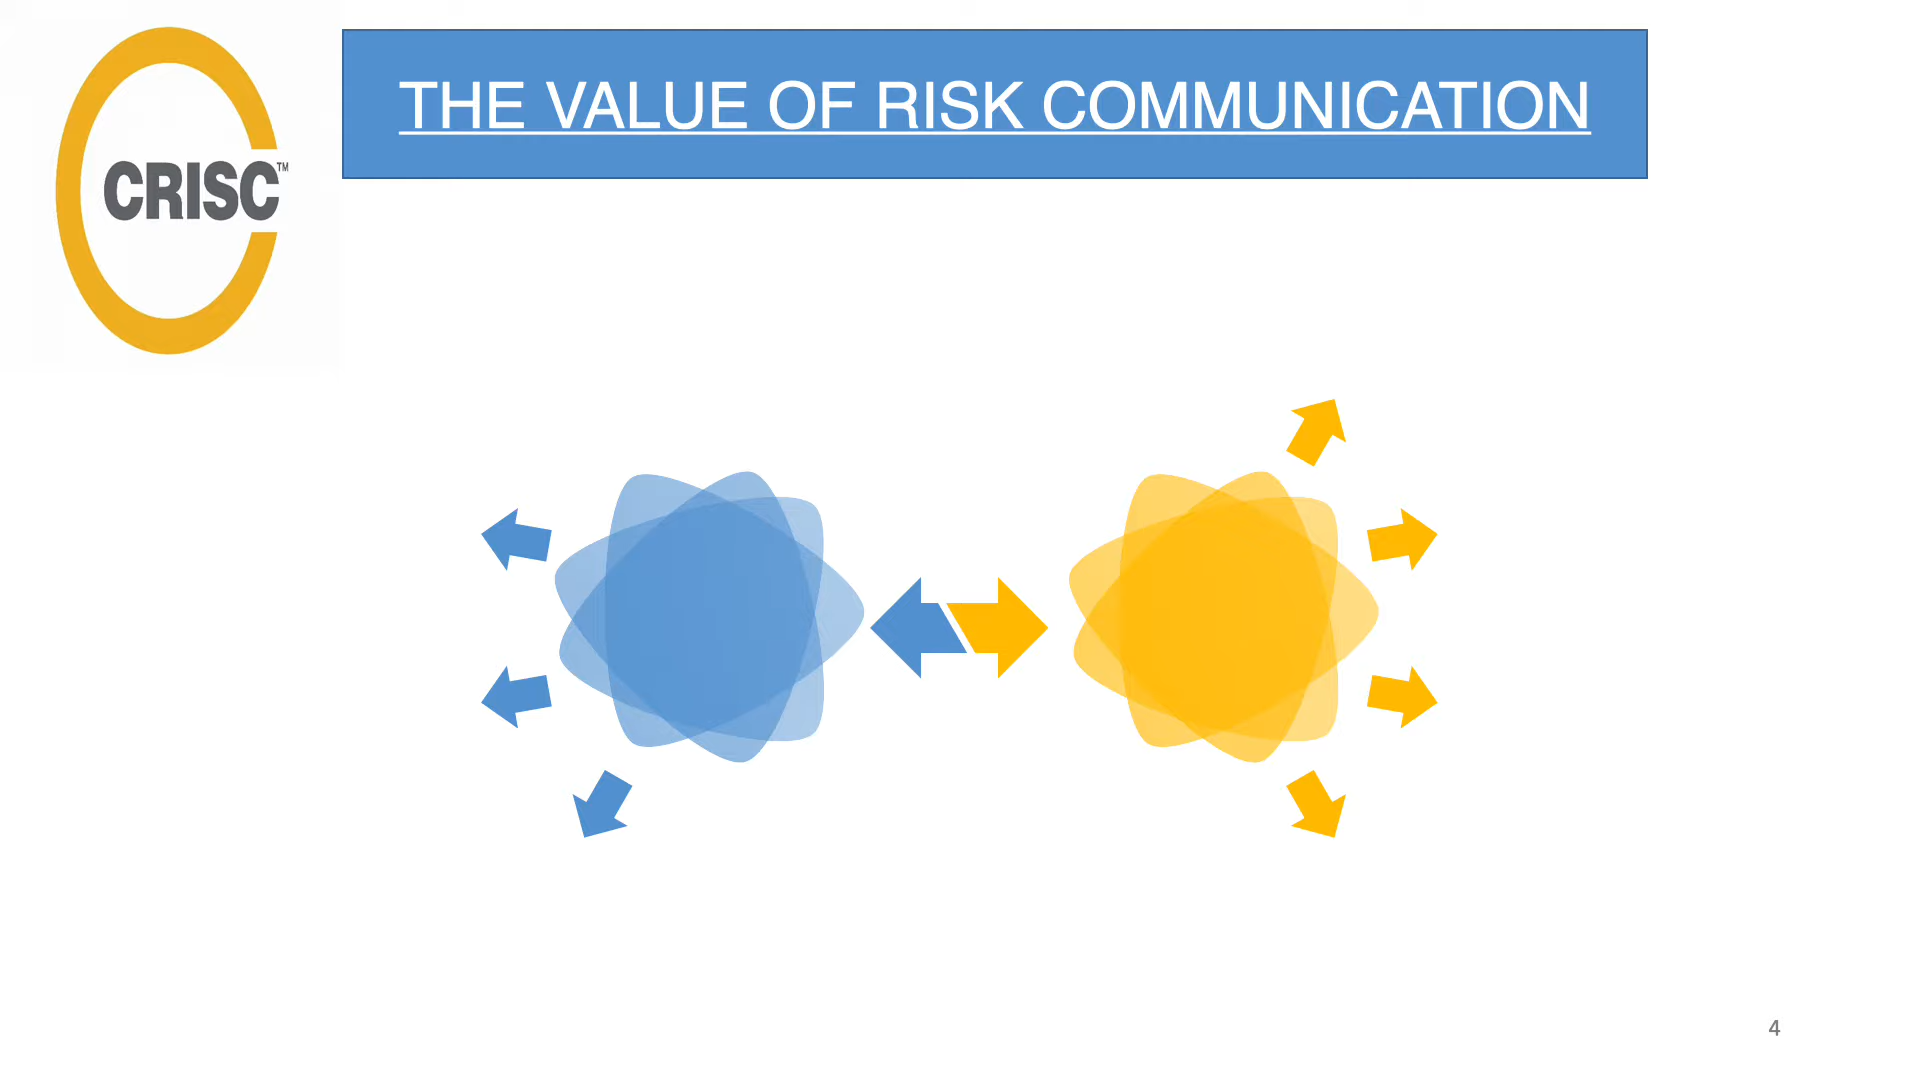 THE VALUE OF RISK COMMUNICATION
CRISC™
4